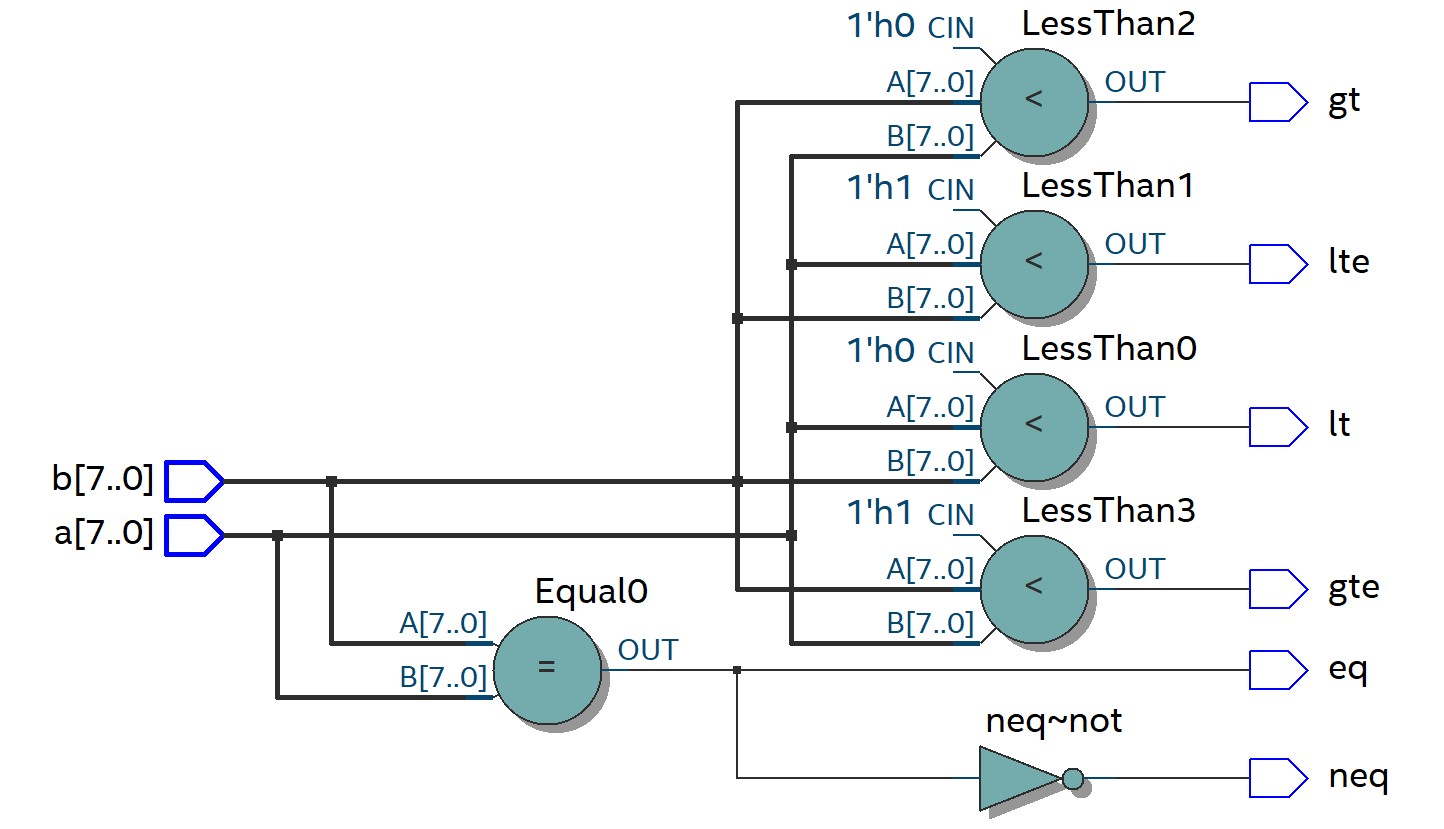 LessThan2
1'h0 CIN
A[7..0]
OUT
gt
B[7..0]
LessThan1
1'h1 CIN
A[7..0]
OUT
lte
B[7..0]
LessThan0
1'h0 CIN
A[7..0]
OUT
lt
B[7..0]
b[7..0]
LessThan3
1'h1 CIN
a[7..0]
A[7..0]
OUT
gte
Equal0
A[7..0]
B[7..0]
OUT
eq
=
B[7..0]
<
<
<
<
neq~not
neq